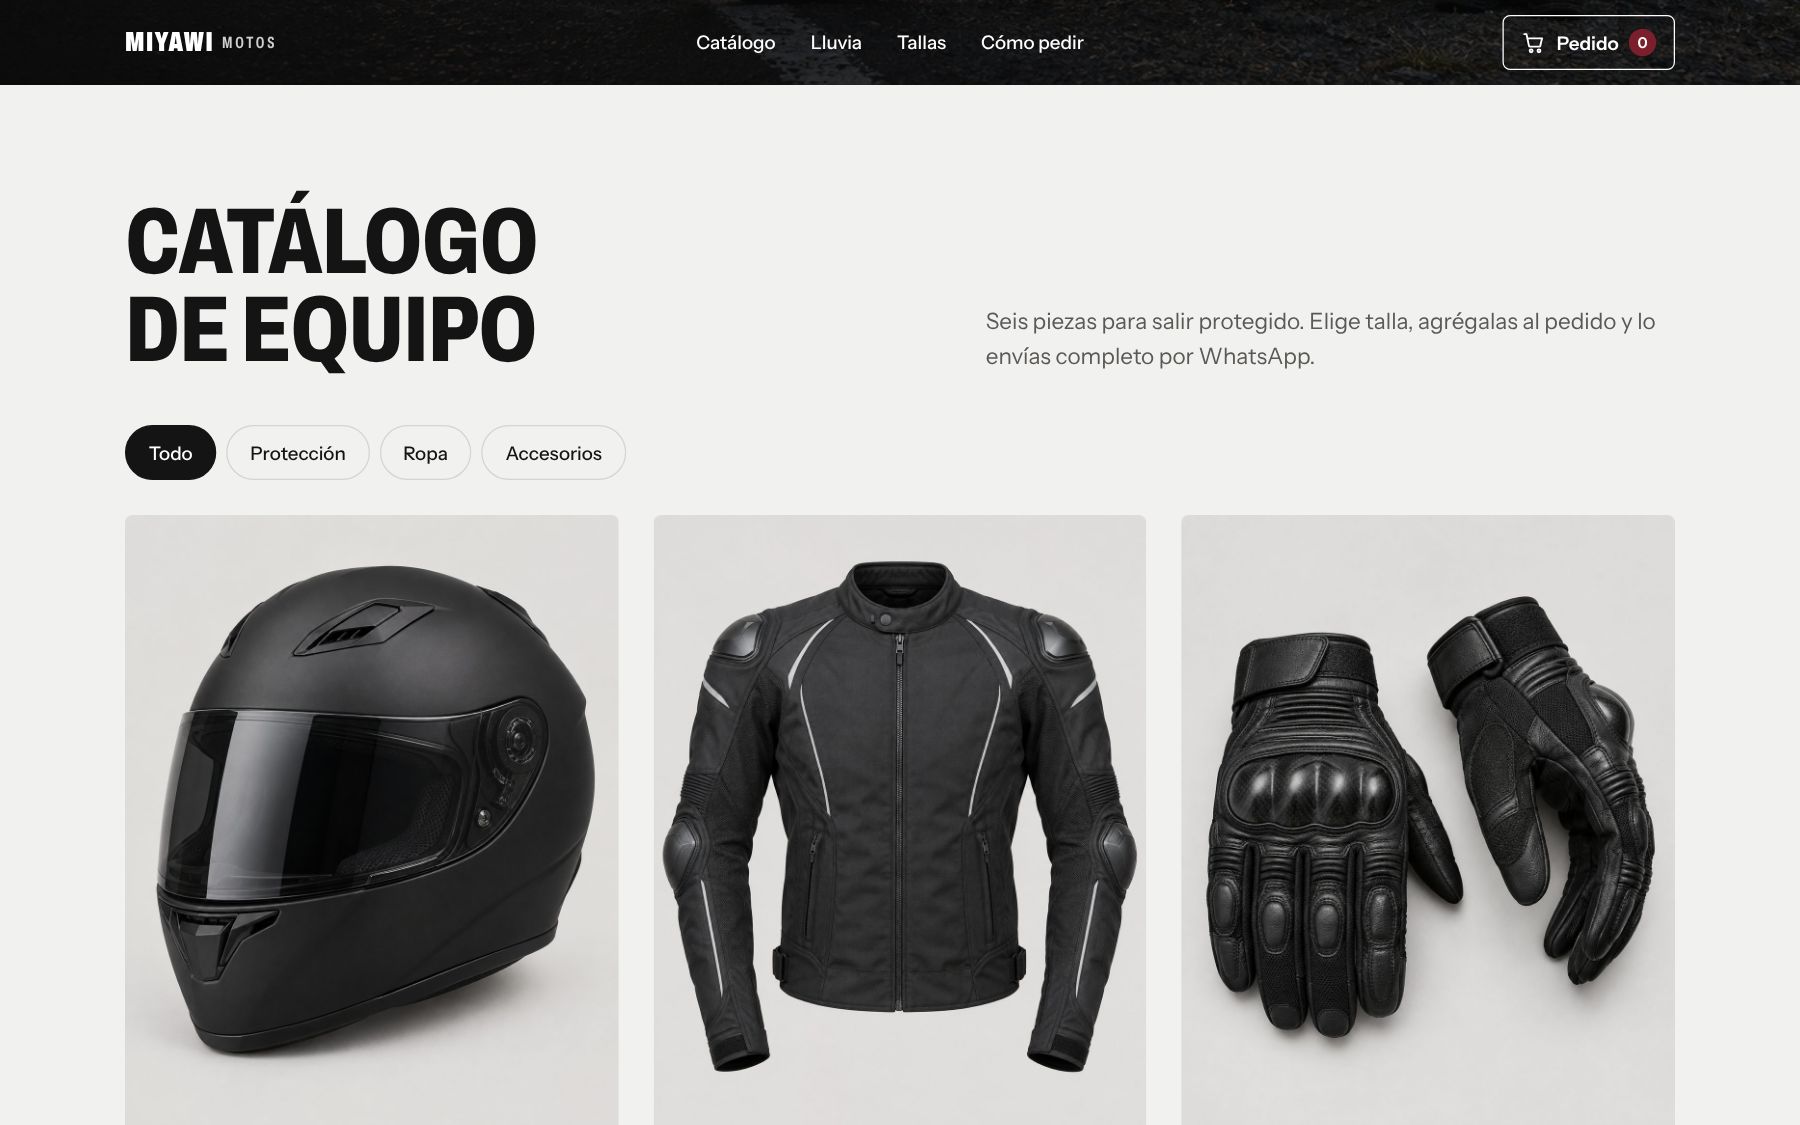 MIYAWI MOTOS
Catálogo
Lluvia
Tallas
Cómo pedir
Pedido 0
CATÁLOGO
DE EQUIPO
Seis piezas para salir protegido. Elige talla, agrégalas al pedido y lo
envías completo por WhatsApp.
Todo
Protección
Ropa
Accesorios